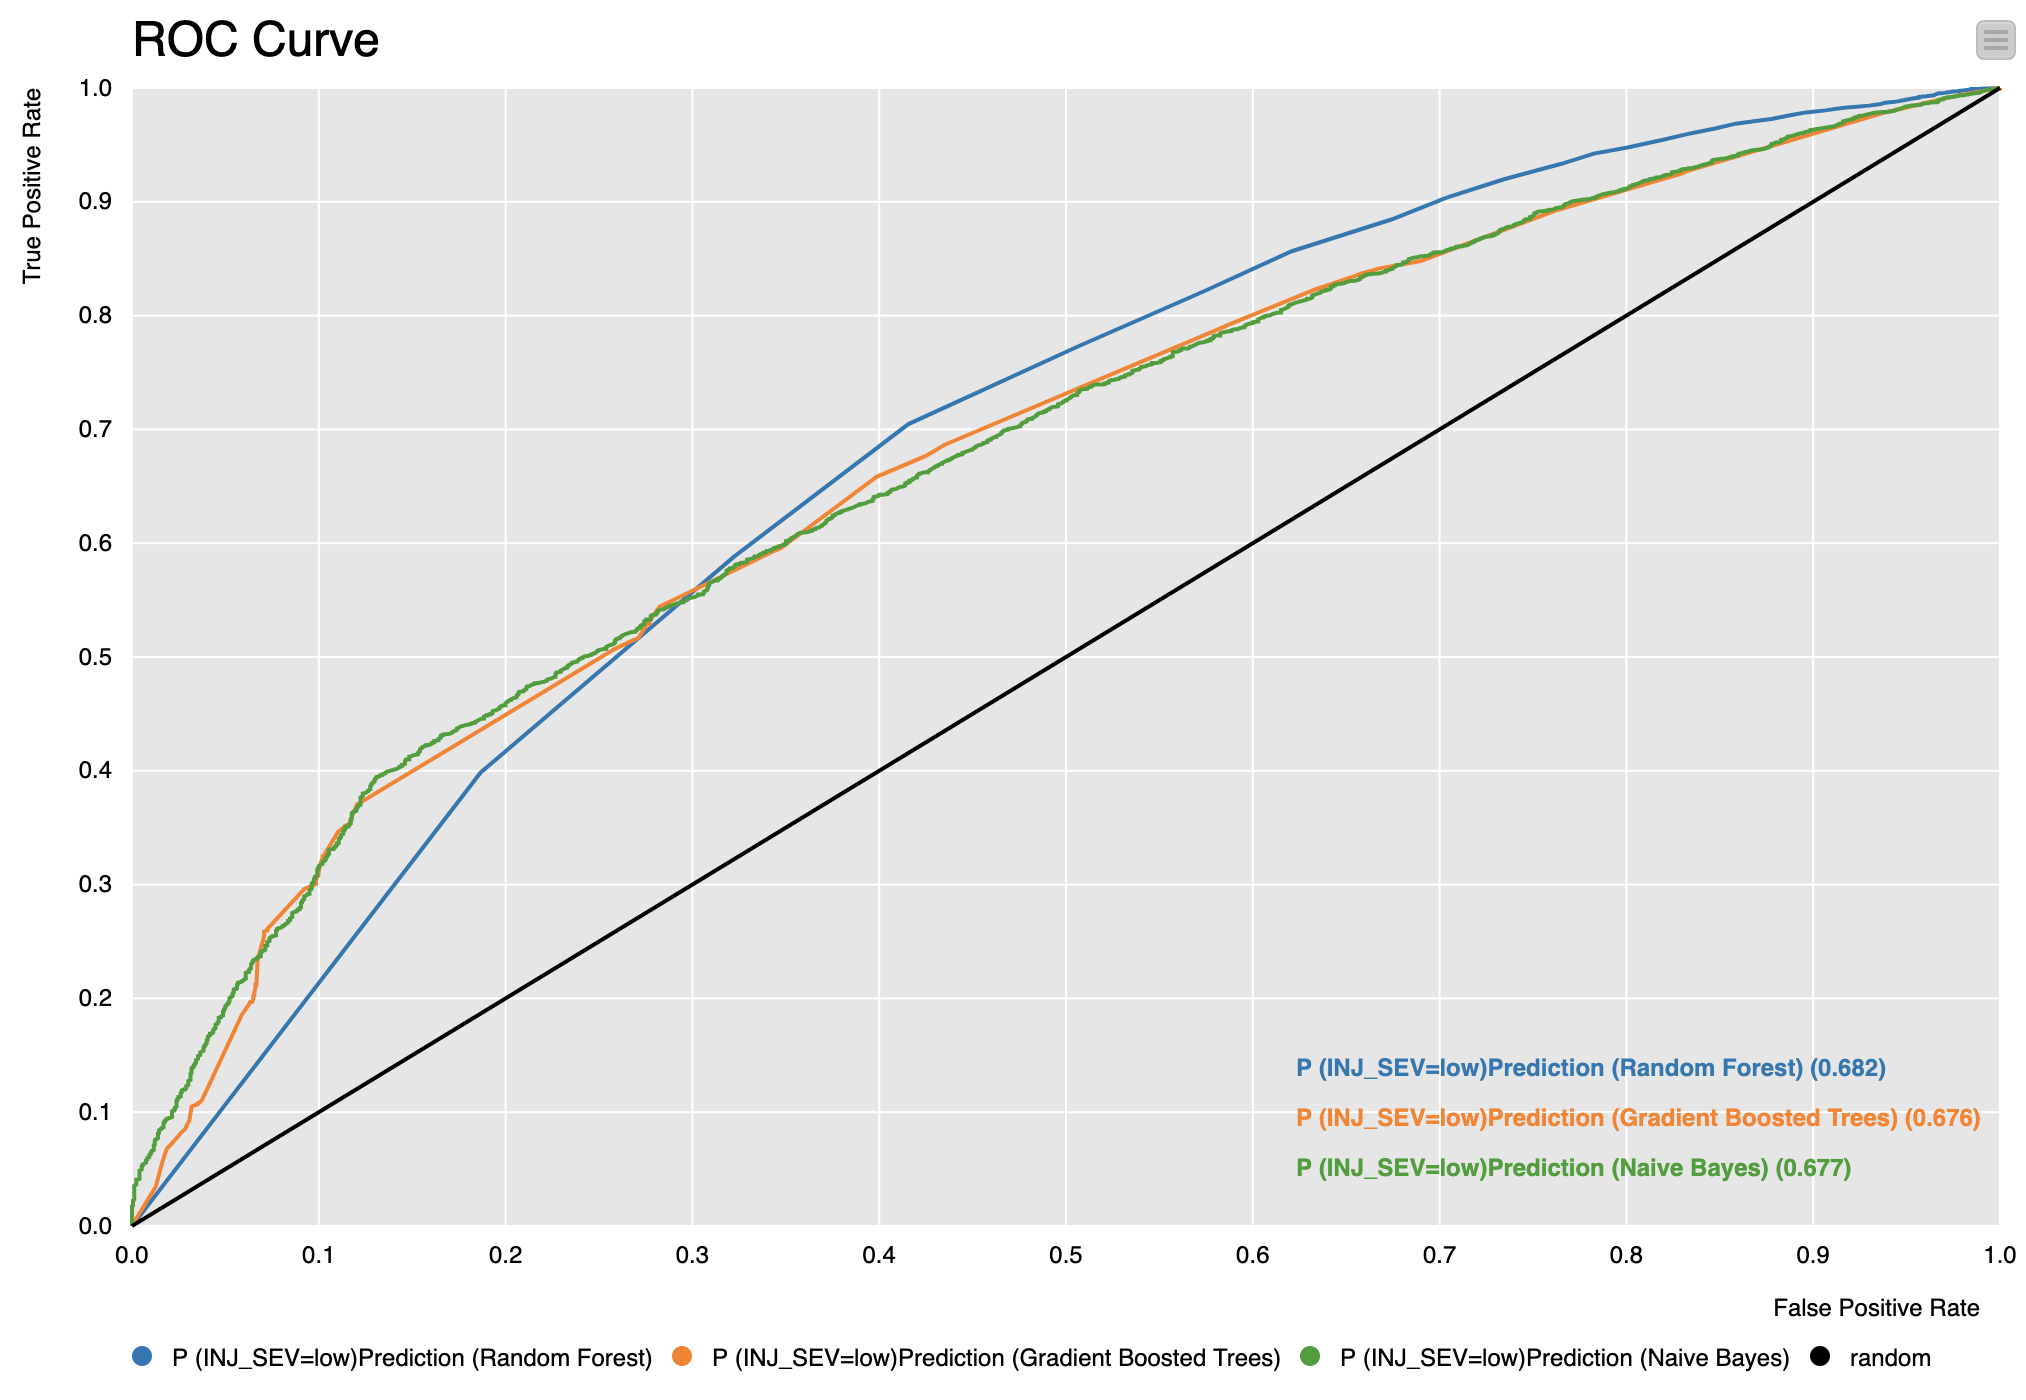 ROC Curve
True Positive Rate
1.0
0.9
0.8
0.7
0.6
0.5
0.4
0.3
0.2
0.1
0.0
P (INJ_SEV=low)Prediction (Random Forest) (0.682)
P (INJ_SEV=low)Prediction (Gradient Boosted Trees) (0.676)
P (INJ_SEV=low)Prediction (Naive Bayes) (0.677)
0.0 0.1 0.2 0.3 0.4 0.5 0.6 0.7 0.8 0.9 1.0
False Positive Rate
P (INJ_SEV=low)Prediction (Random Forest) P (INJ_SEV=low)Prediction (Gradient Boosted Trees) P (INJ_SEV=low)Prediction (Naive Bayes) random